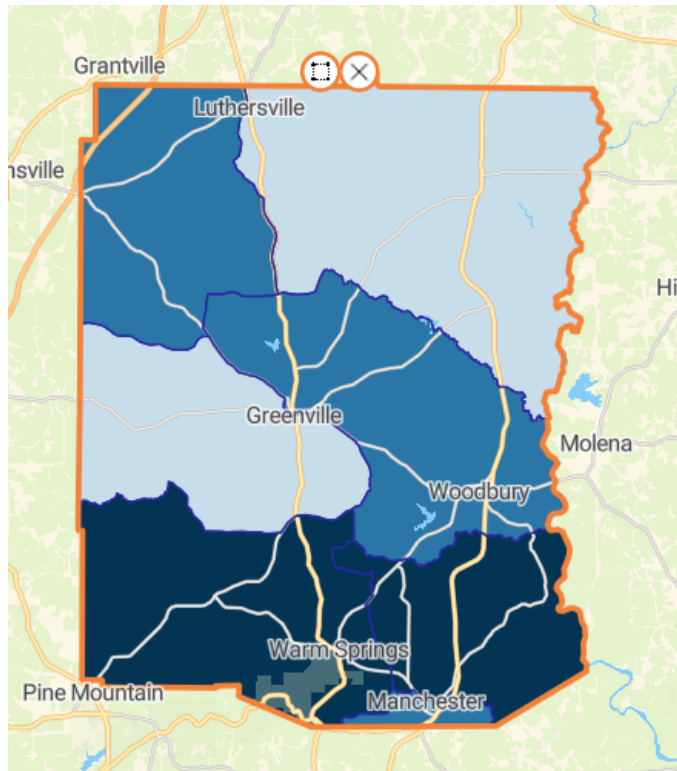 Grantville
Luthersville
nsville
Hi
Greenville
Molena
Woodbury
Warm Springs
Pine Mountain
Manchester